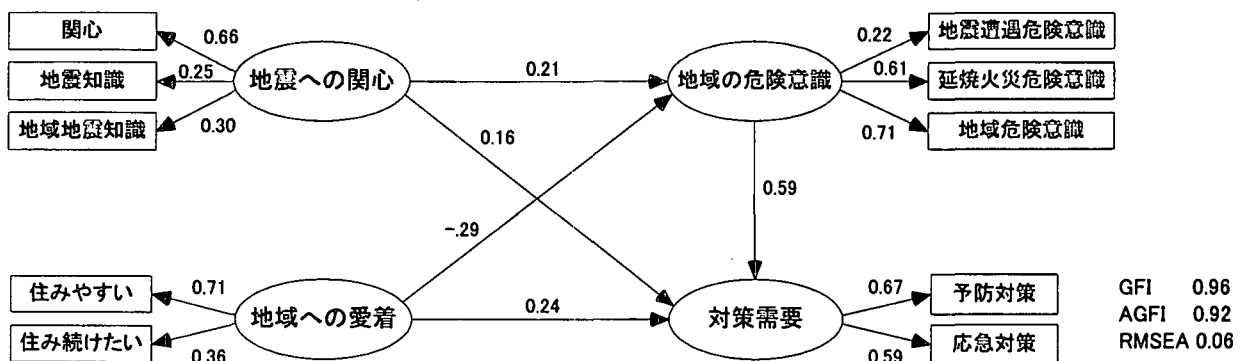 関心
地震知識
地域地震知識
0.66
0.25
0.30
地震への関心
0.21
0.16
地域の危険意識
0.22
0.61
0.71
地震遭遇危険意識
延焼火災危険意識
地域危険意識
0.59
-.29
住みやすい
住み続けたい
0.71
0.36
地域への愛着
0.24
対策需要
0.67
0.59
予防対策
応急対策
GFI 0.96
AGFI 0.92
RMSEA 0.06